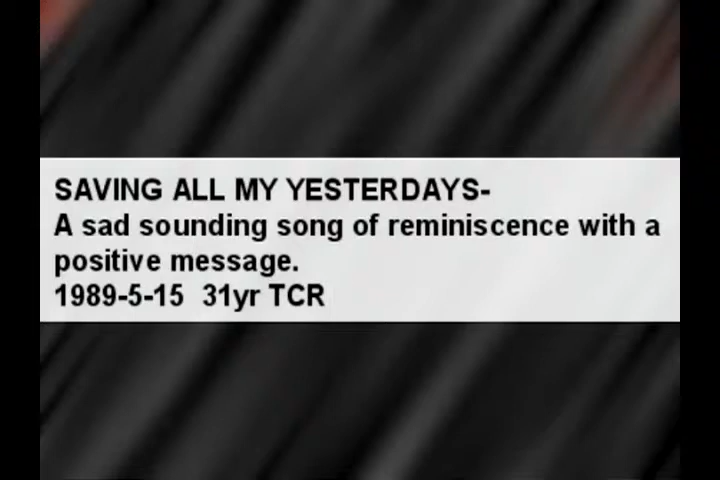 SAVING ALL MY YESTERDAYS-
A sad sounding song of reminiscence with a
positive message.
1989-5-15  31yr TCR